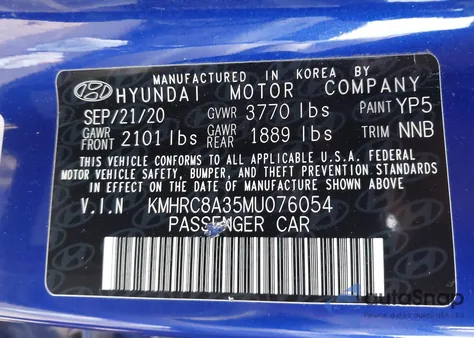 MANUFACTURED IN KOREA BY
HYUNDAI MOTOR COMPANY
SEP/21/20 GVWR 3770 lbs PAINT YP5
GAWR FRONT 2101 lbs GAWR REAR 1889 lbs TRIM NNB
THIS VEHICLE CONFORMS TO ALL APPLICABLE U.S.A. FEDERAL
MOTOR VEHICLE SAFETY, BUMPER, AND THEFT PREVENTION STANDARDS
IN EFFECT ON THE DATE OF MANUFACTURE SHOWN ABOVE.
V.I.N KMHRC8A35MU076054
PASSENGER CAR
autoSnap